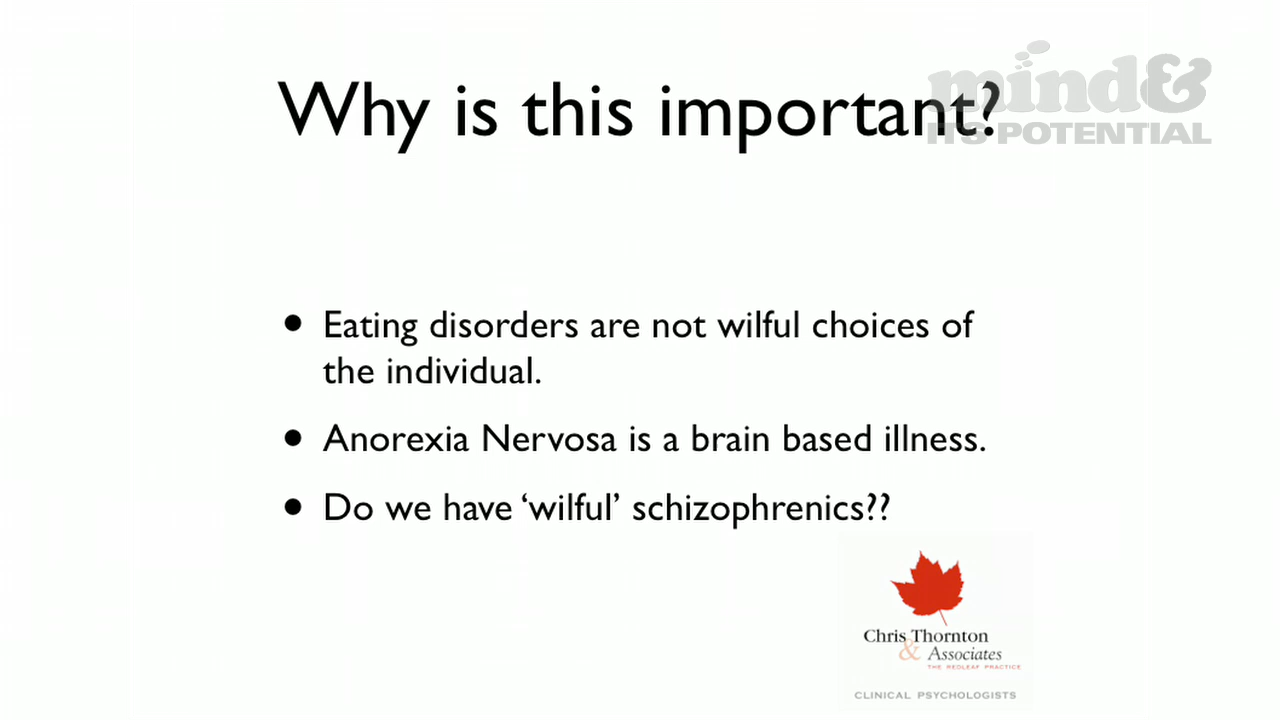 Why is this important?
mind&
ITS POTENTIAL
• Eating disorders are not wilful choices of
the individual.
• Anorexia Nervosa is a brain based illness.
• Do we have ‘wilful’ schizophrenics??
Chris Thornton
& Associates
THE REDLEAF PRACTICE
CLINICAL PSYCHOLOGISTS